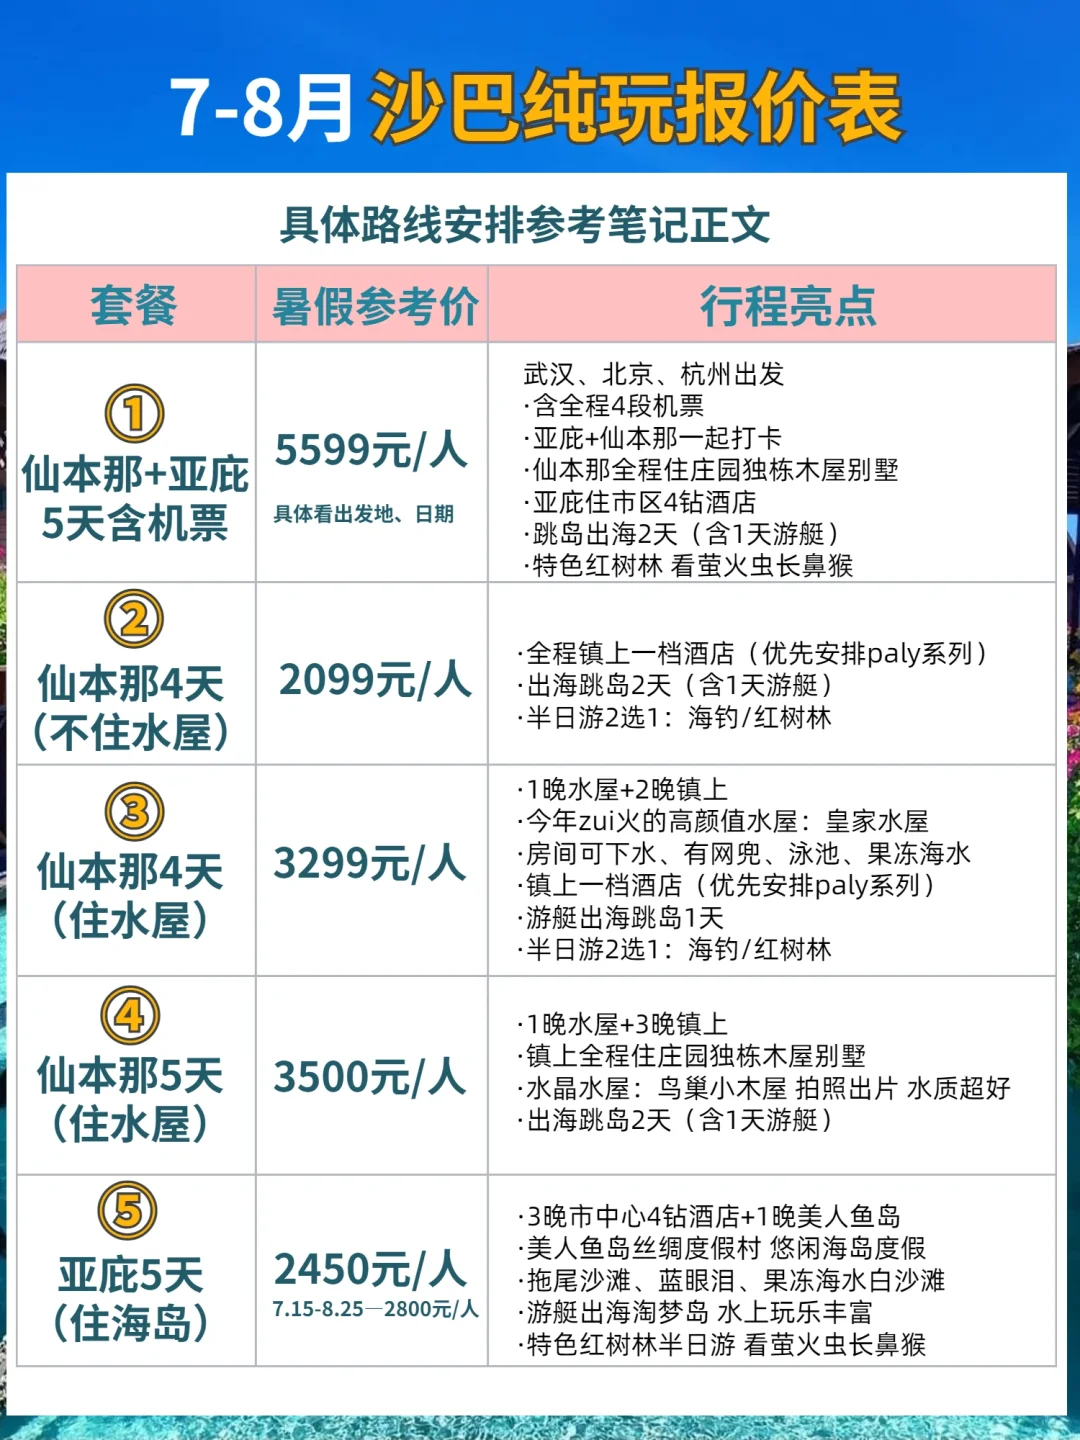 7-8月 沙巴纯玩报价表
具体路线安排参考笔记正文
套餐
暑假参考价
行程亮点
①
仙本那+亚庇
5天含机票
5599元/人
具体看出发地、日期
武汉、北京、杭州出发
·含全程4段机票
·亚庇+仙本那一起打卡
·仙本那全程住庄园独栋木屋别墅
·亚庇住市区4钻酒店
·跳岛出海2天（含1天游艇）
·特色红树林 看萤火虫长鼻猴
②
仙本那4天
（不住水屋）
2099元/人
·全程镇上一档酒店（优先安排paly系列）
·出海跳岛2天（含1天游艇）
·半日游2选1：海钓/红树林
③
仙本那4天
（住水屋）
3299元/人
·1晚水屋+2晚镇上
·今年zui火的高颜值水屋：皇家水屋
·房间可下水、有网兜、泳池、果冻海水
·镇上一档酒店（优先安排paly系列）
·游艇出海跳岛1天
·半日游2选1：海钓/红树林
④
仙本那5天
（住水屋）
3500元/人
·1晚水屋+3晚镇上
·镇上全程住庄园独栋木屋别墅
·水晶水屋：鸟巢小木屋 拍照出片 水质超好
·出海跳岛2天（含1天游艇）
⑤
亚庇5天
（住海岛）
2450元/人
7.15-8.25—2800元/人
·3晚市中心4钻酒店+1晚美人鱼岛
·美人鱼岛丝绸度假村 悠闲海岛度假
·拖尾沙滩、蓝眼泪、果冻海水白沙滩
·游艇出海淘梦岛 水上玩乐丰富
·特色红树林半日游 看萤火虫长鼻猴